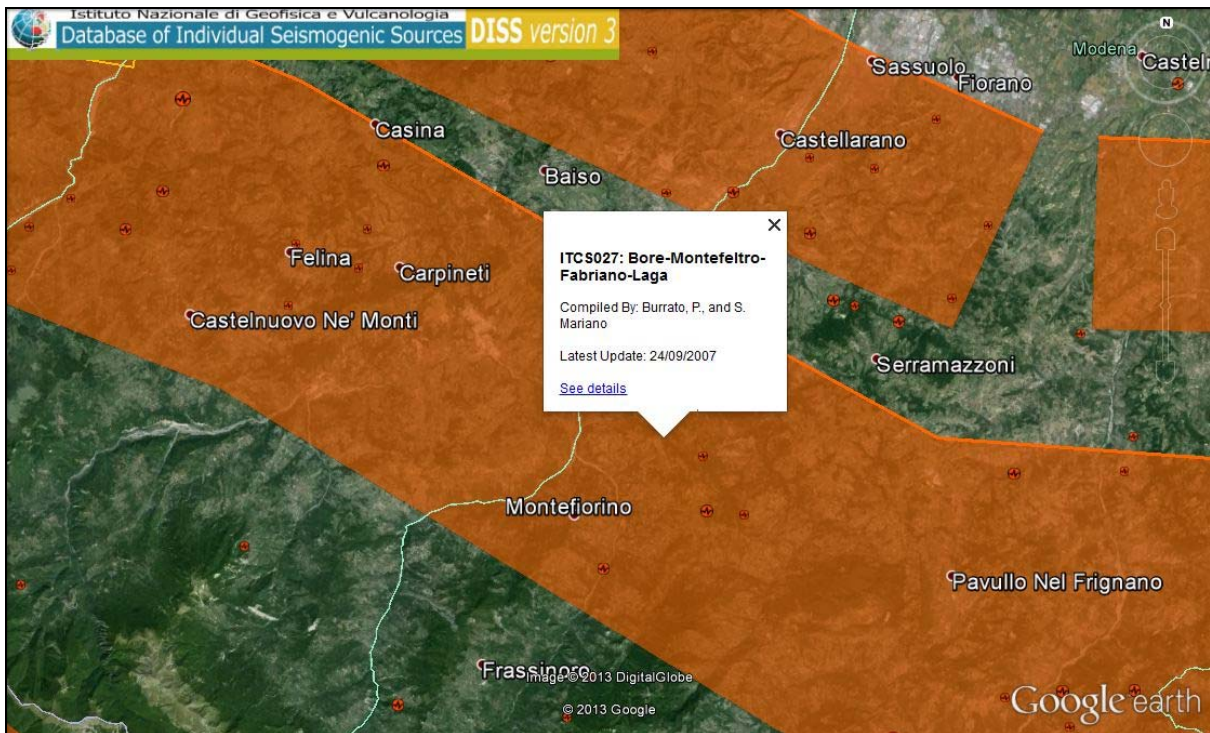 Istituto Nazionale di Geofisica e Vulcanologia
Database of Individual Seismogenic Sources DISS version 3
N
Modena
Sassuolo
Fiorano
Casina
Castellarano
Baiso
ITCS027: Bore-Montefeltro-
Fabriano-Laga
Compiled By: Burrato, P., and S.
Mariano
Latest Update: 24/09/2007
See details
Felina
Carpineti
Castelnuovo Ne' Monti
Serramazzoni
Montefiorino
Pavullo Nel Frignano
Frassinoro
Image © 2013 DigitalGlobe
© 2013 Google
Google earth